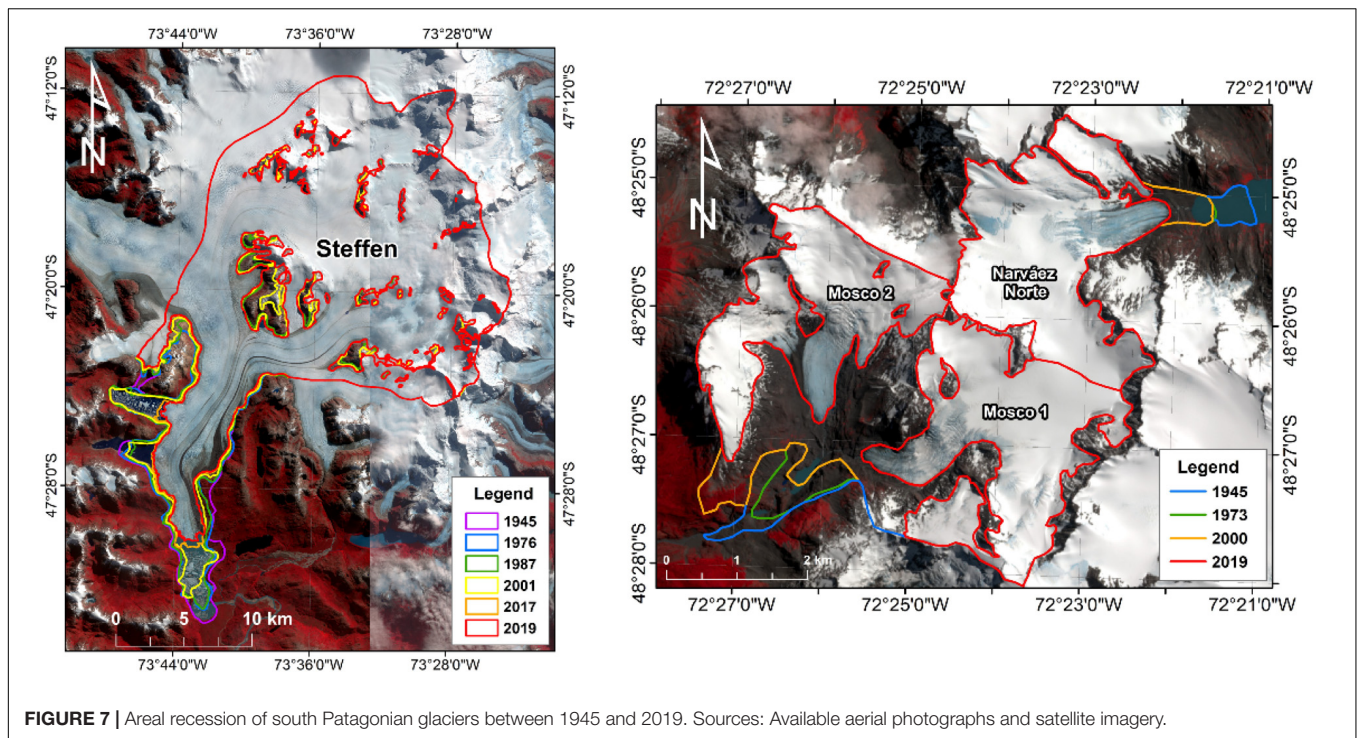 73°44'0"W 73°36'0"W 73°28'0"W
47°12'0"S
47°12'0"S
N
Steffen
47°20'0"S
47°20'0"S
47°28'0"S
47°28'0"S
Legend
1945
1976
1987
2001
2017
2019
0 5 10 km
73°44'0"W 73°36'0"W 73°28'0"W
72°27'0"W 72°25'0"W 72°23'0"W 72°21'0"W
48°25'0"S
48°25'0"S
N
Narváez
Norte
Mosco 2
48°26'0"S
48°26'0"S
Mosco 1
48°27'0"S
48°27'0"S
Legend
1945
1973
2000
2019
48°28'0"S
0 1 2 km
72°27'0"W 72°25'0"W 72°23'0"W 72°21'0"W
FIGURE 7 | Areal recession of south Patagonian glaciers between 1945 and 2019. Sources: Available aerial photographs and satellite imagery.